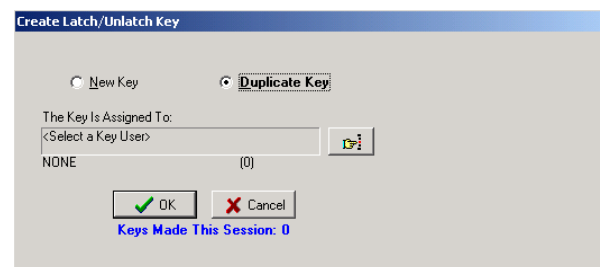 Create Latch/Unlatch Key
New Key Duplicate Key
The Key Is Assigned To:
<Select a Key User>
NONE (0)
OK Cancel
Keys Made This Session: 0